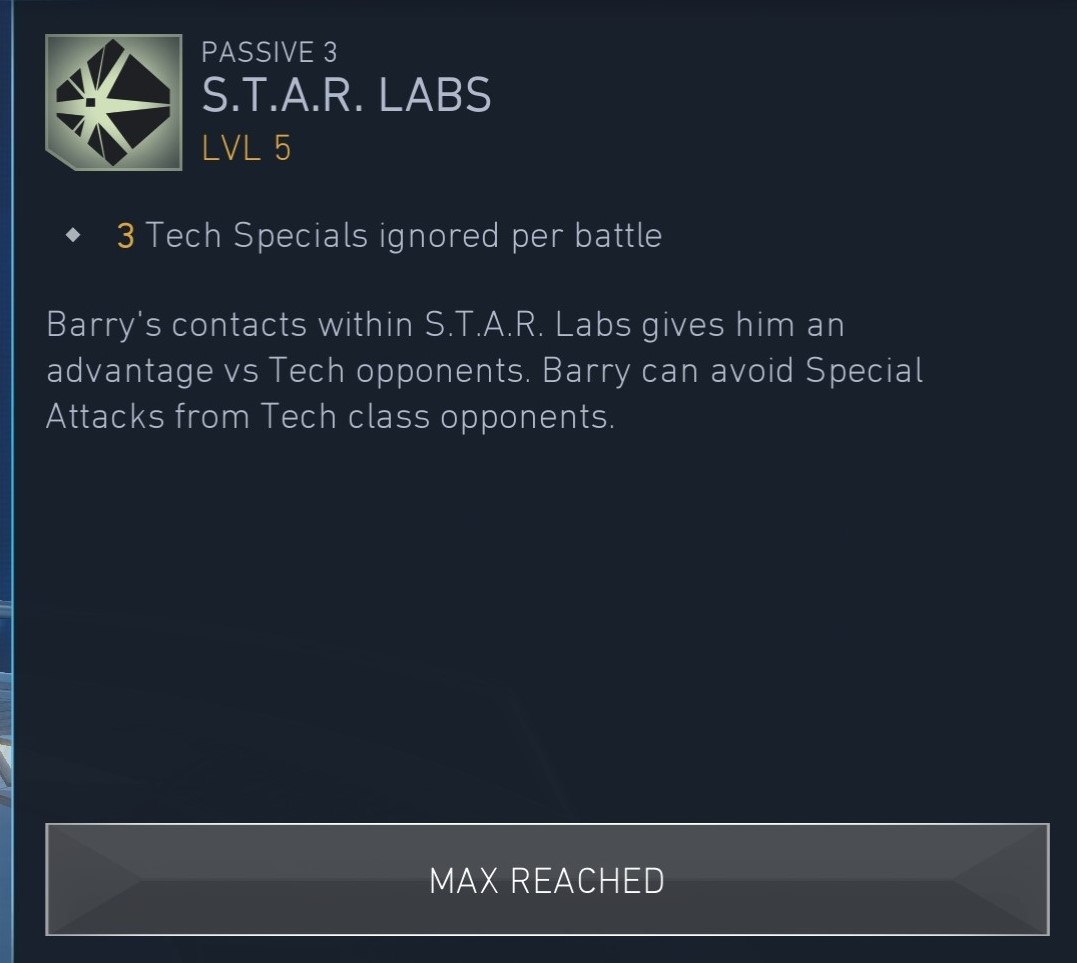 PASSIVE 3
S.T.A.R. LABS
LVL 5
3 Tech Specials ignored per battle
Barry's contacts within S.T.A.R. Labs gives him an
advantage vs Tech opponents. Barry can avoid Special
Attacks from Tech class opponents.
MAX REACHED